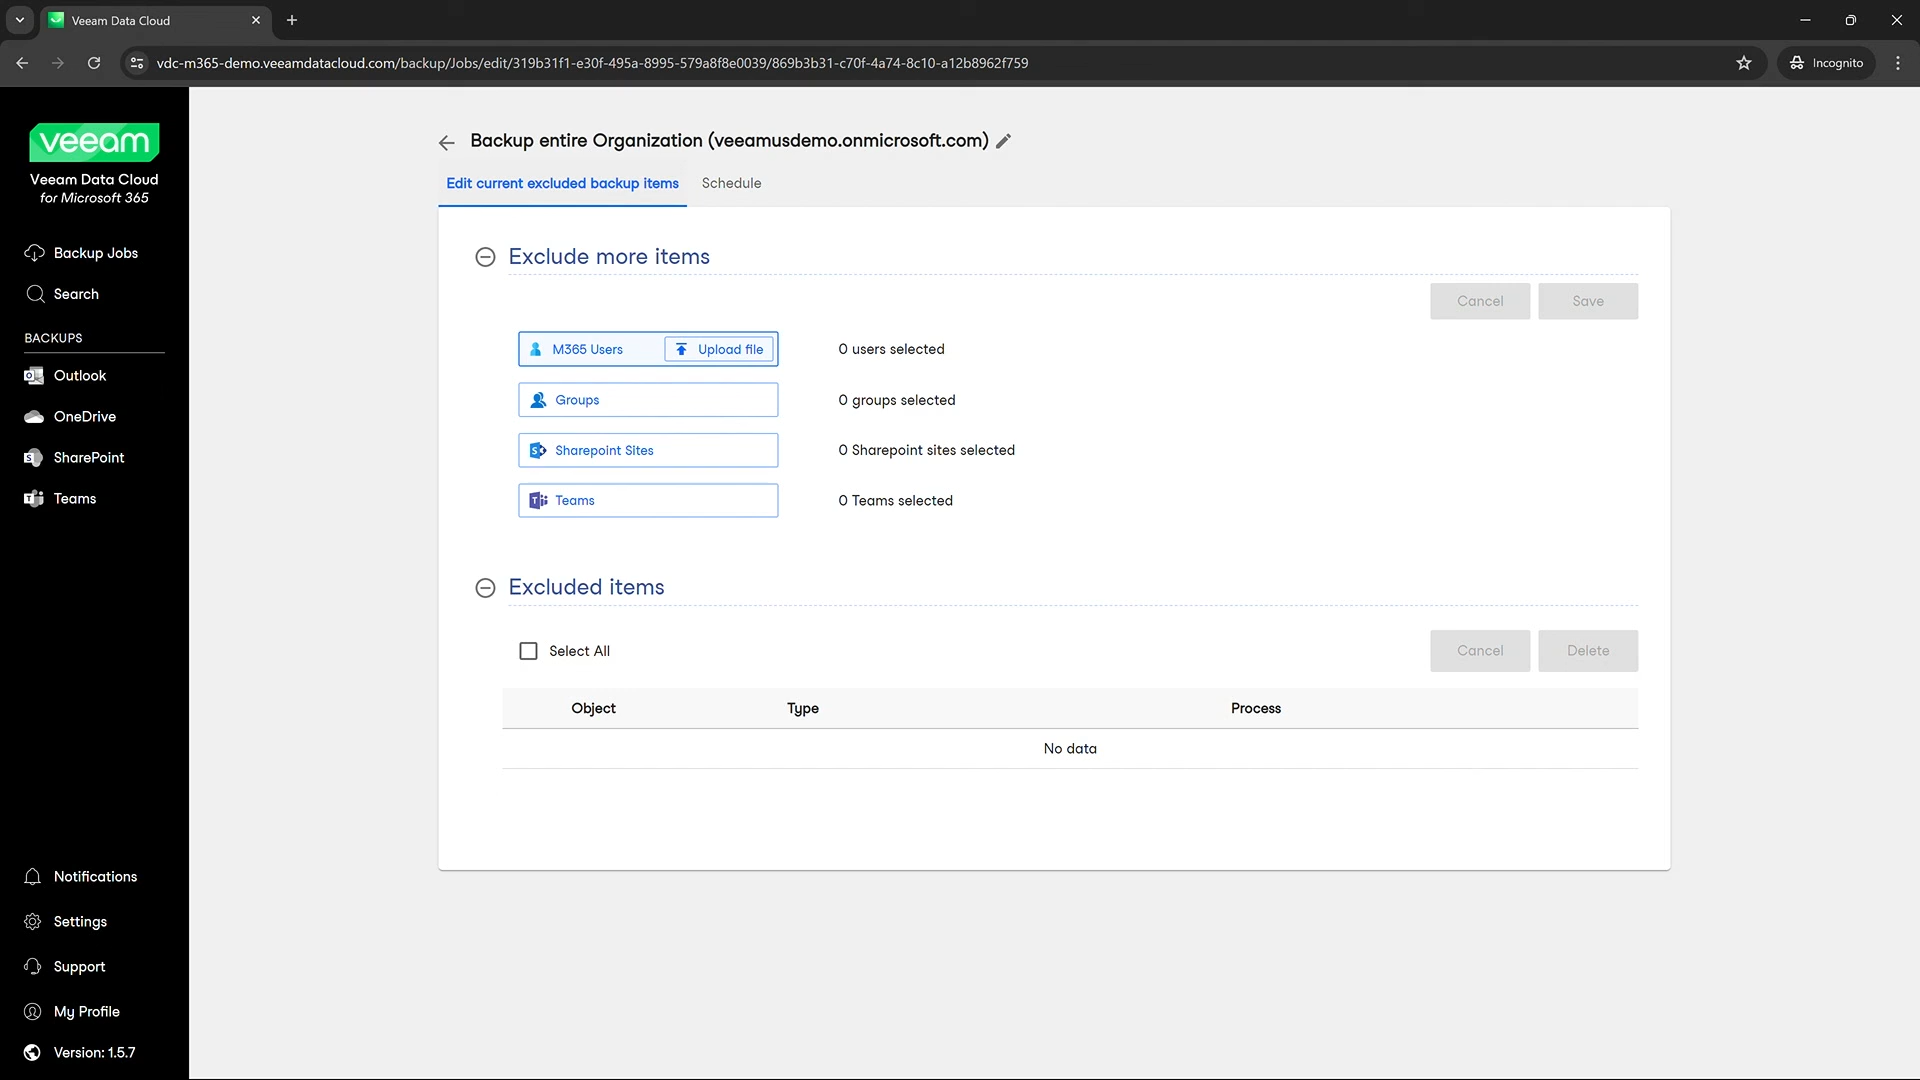 Veeam Data Cloud
vdc-m365-demo.veeamdatacloud.com/backup/Jobs/edit/319b31f1-e30f-495a-8995-579a8f8e0039/869b3b31-c70f-4a74-8c10-a12b8962f759
Incognito
veeam
Veeam Data Cloud
for Microsoft 365
Backup Jobs
Search
BACKUPS
Outlook
OneDrive
SharePoint
Teams
Notifications
Settings
Support
My Profile
Version: 1.5.7
Backup entire Organization (veeamusdemo.onmicrosoft.com)
Edit current excluded backup items Schedule
Exclude more items
Cancel Save
M365 Users Upload file 0 users selected
Groups 0 groups selected
Sharepoint Sites 0 Sharepoint sites selected
Teams 0 Teams selected
Excluded items
Select All Cancel Delete
Object Type Process
No data